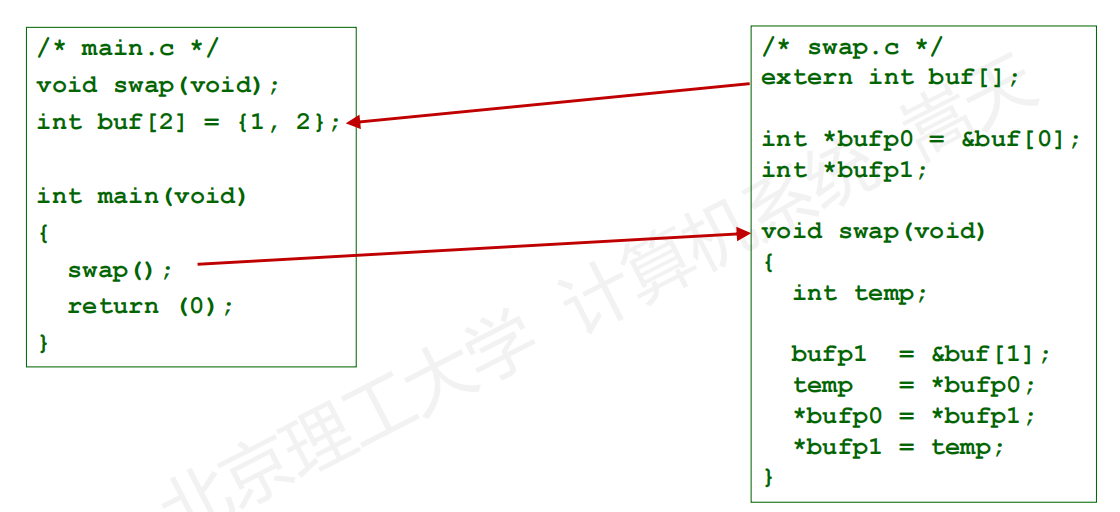 /* main.c */
void swap(void);
int buf[2] = {1, 2};
int main(void)
{
  swap();
  return (0);
}
/* swap.c */
extern int buf[];
int *bufp0 = &buf[0];
int *bufp1;
void swap(void)
{
  int temp;
  bufp1  = &buf[1];
  temp   = *bufp0;
  *bufp0 = *bufp1;
  *bufp1 = temp;
}
北京理工大学 计算机系统 嵩天